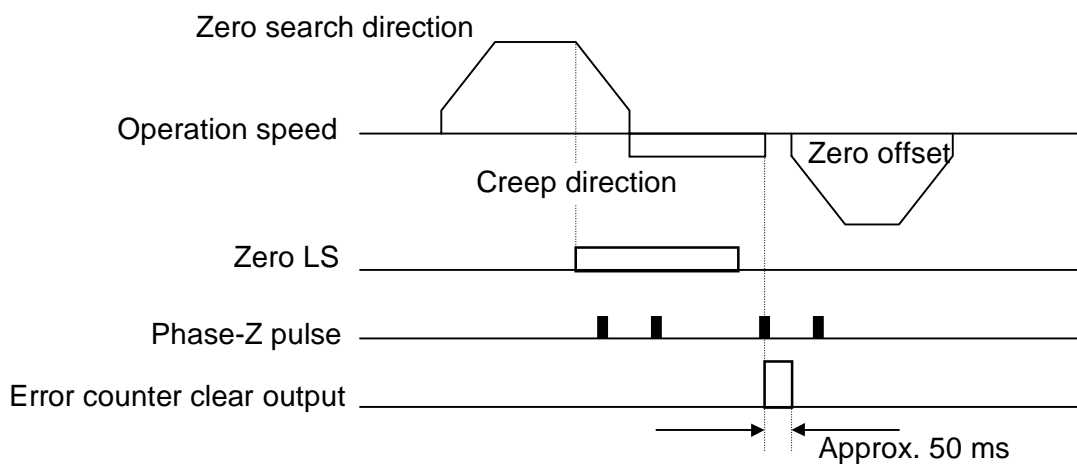 Zero search direction
Operation speed
Zero offset
Creep direction
Zero LS
Phase-Z pulse
Error counter clear output
Approx. 50 ms